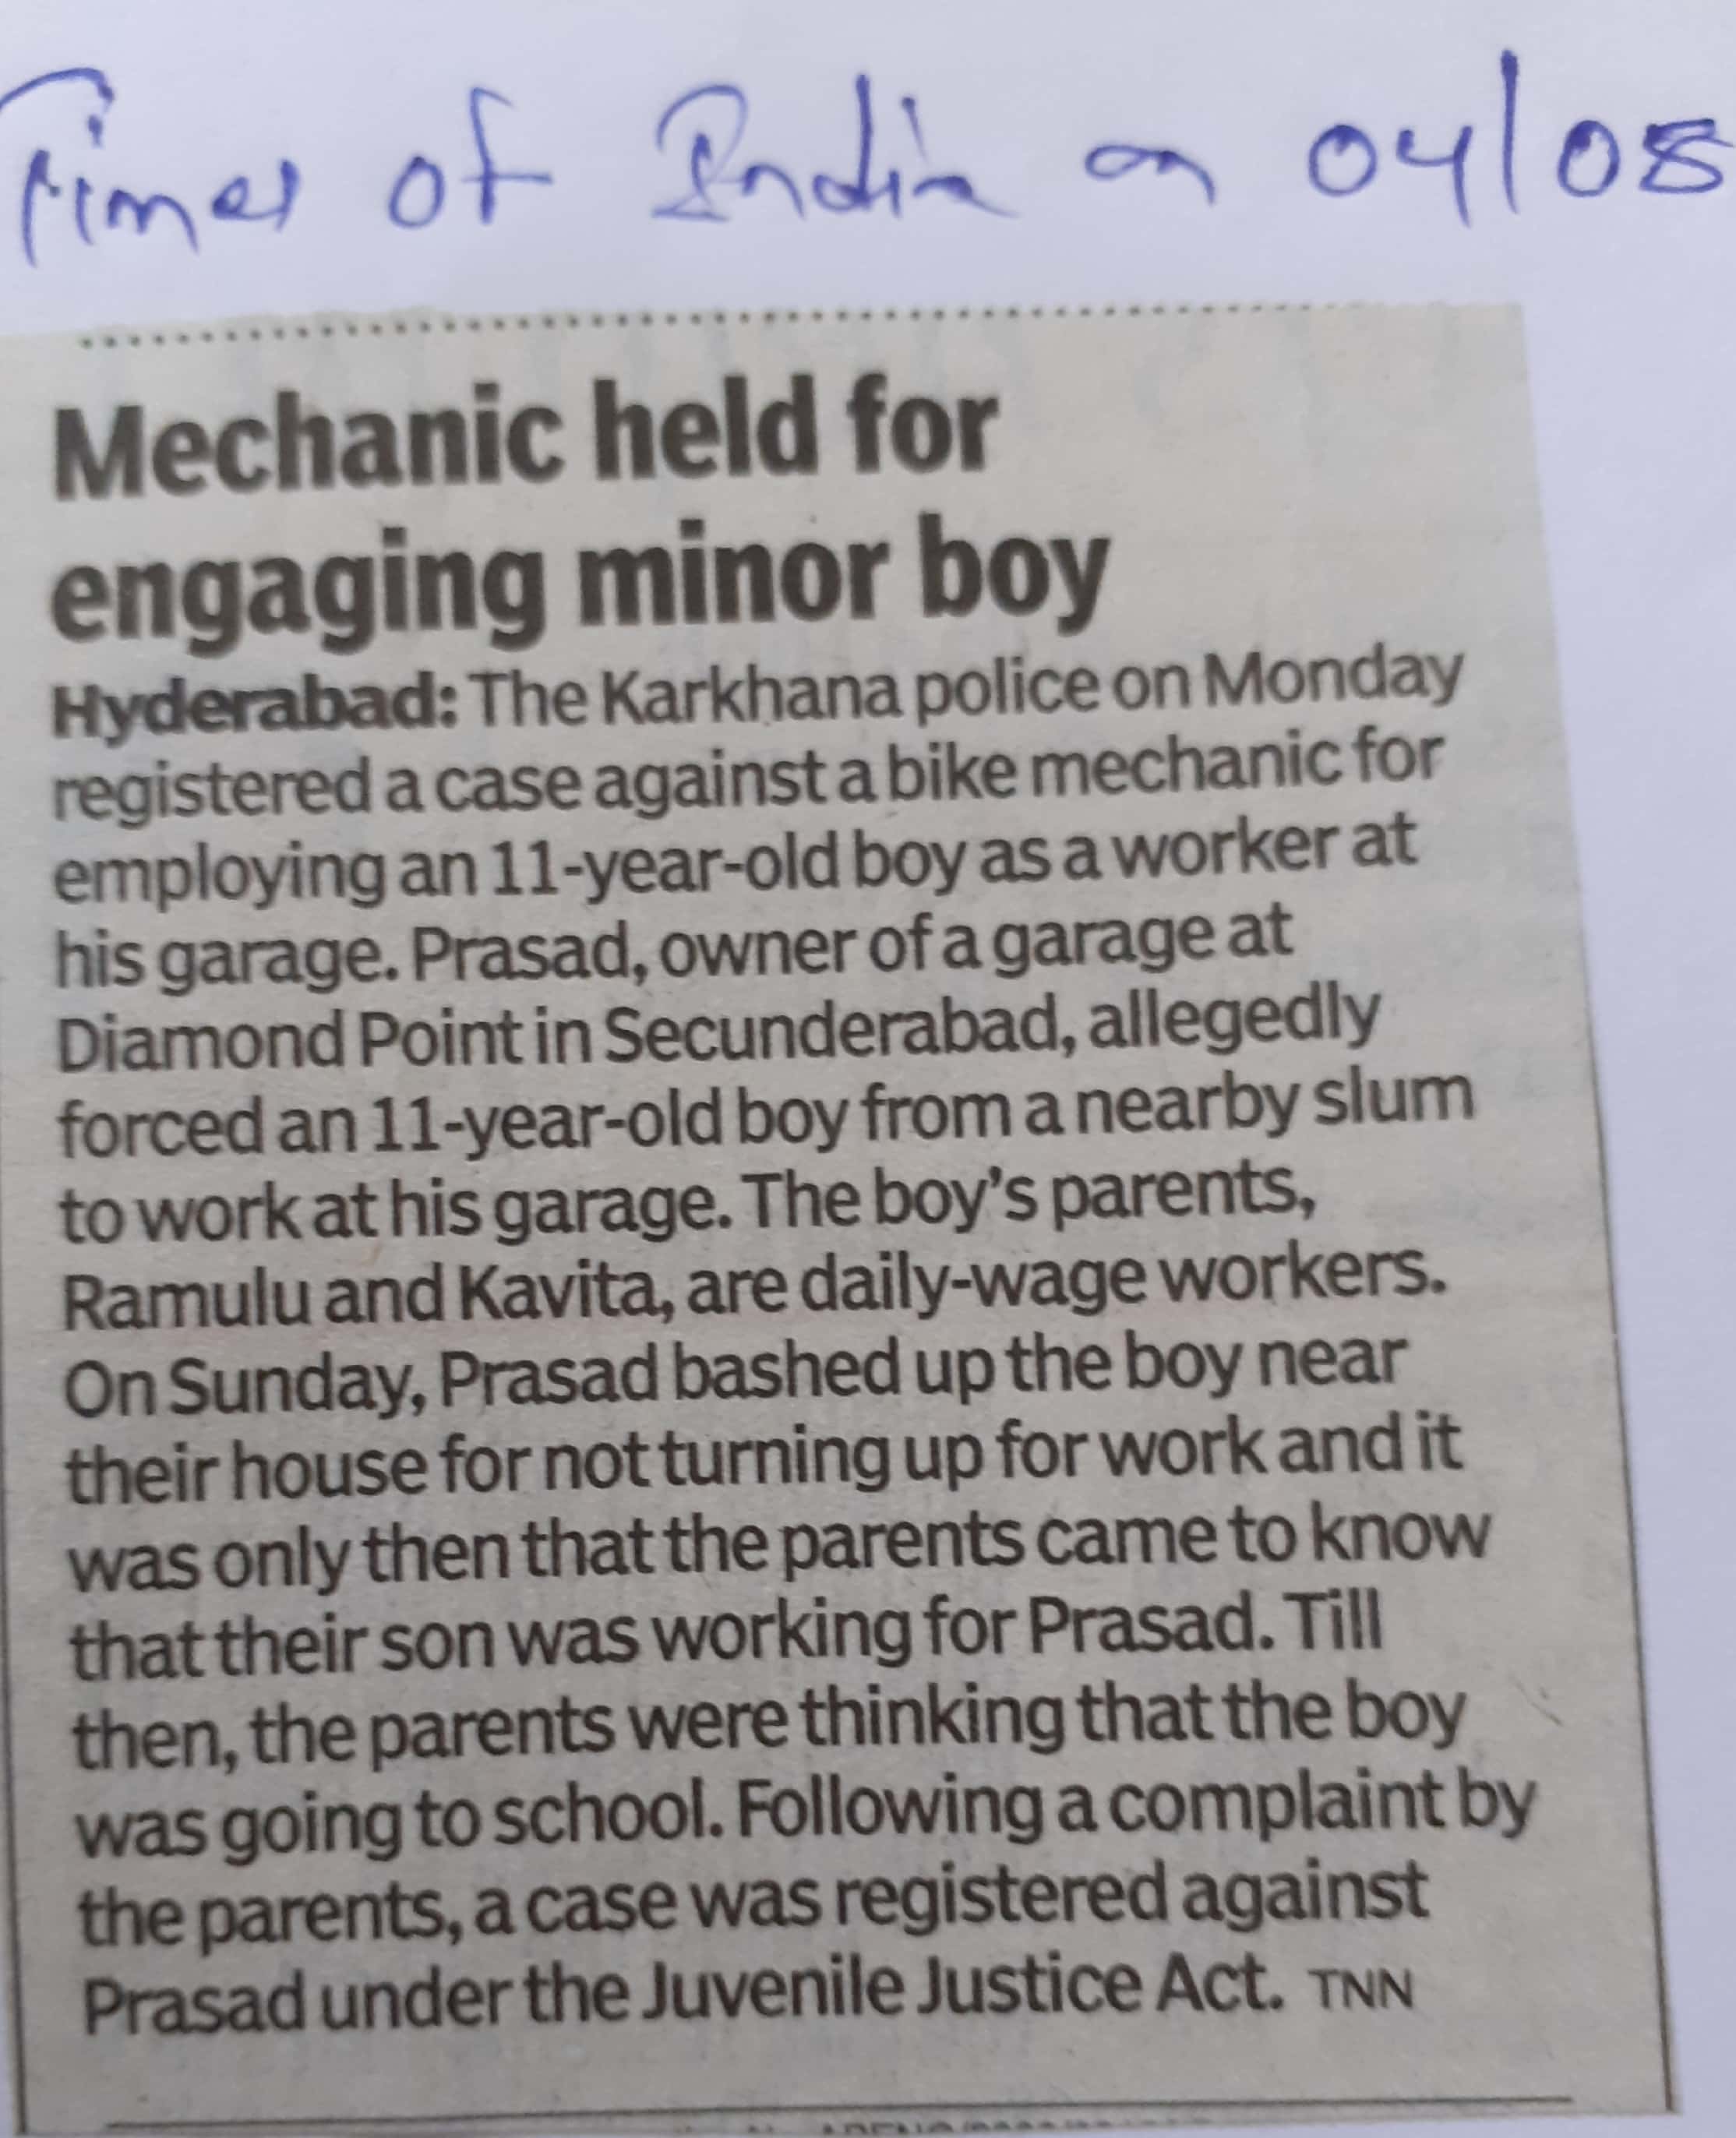 Times of India on 04/08
Mechanic held for
engaging minor boy
Hyderabad: The Karkhana police on Monday
registered a case against a bike mechanic for
employing an 11-year-old boy as a worker at
his garage. Prasad, owner of a garage at
Diamond Point in Secunderabad, allegedly
forced an 11-year-old boy from a nearby slum
to work at his garage. The boy's parents,
Ramulu and Kavita, are daily-wage workers.
On Sunday, Prasad bashed up the boy near
their house for not turning up for work and it
was only then that the parents came to know
that their son was working for Prasad. Till
then, the parents were thinking that the boy
was going to school. Following a complaint by
the parents, a case was registered against
Prasad under the Juvenile Justice Act. TNN